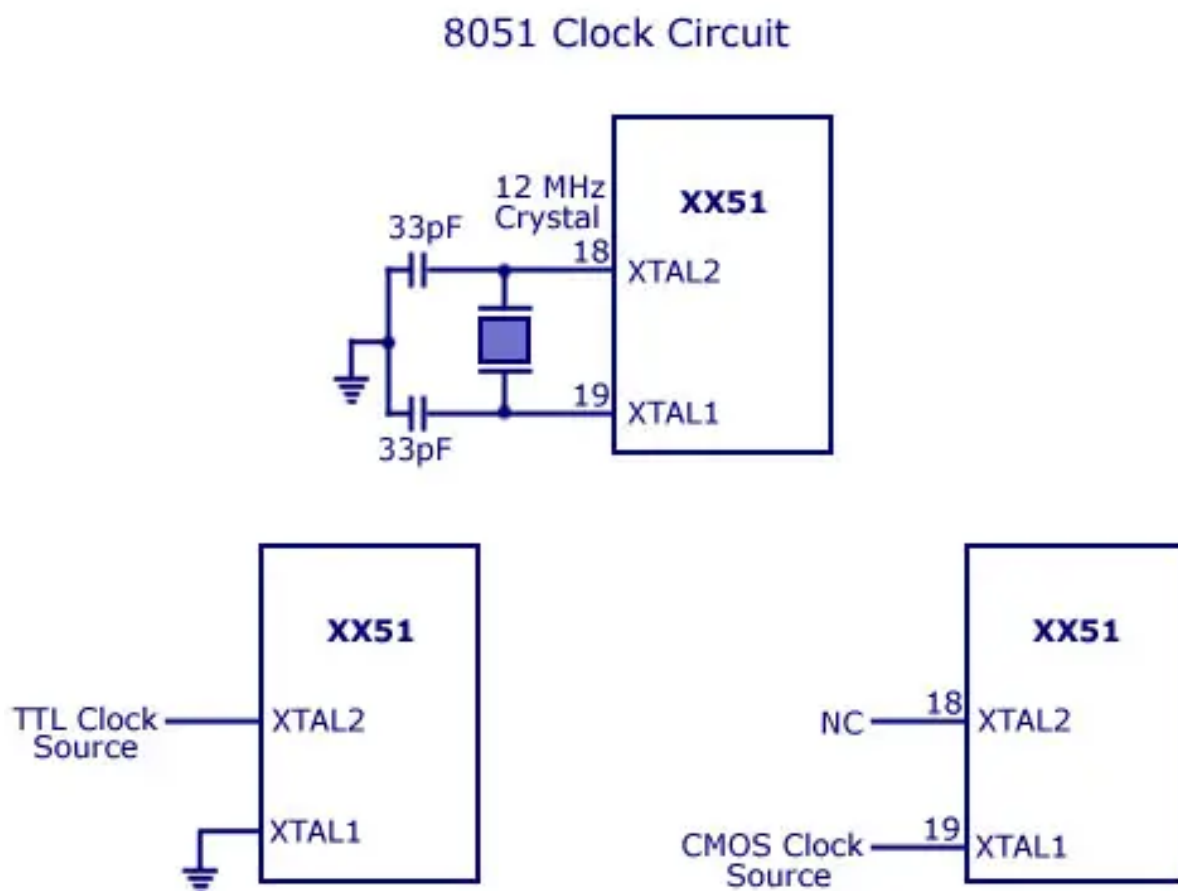 8051 Clock Circuit
12 MHz
Crystal
XX51
33pF
18
XTAL2
19
XTAL1
33pF
XX51
TTL Clock
Source
XTAL2
XTAL1
XX51
NC
18
XTAL2
CMOS Clock
Source
19
XTAL1